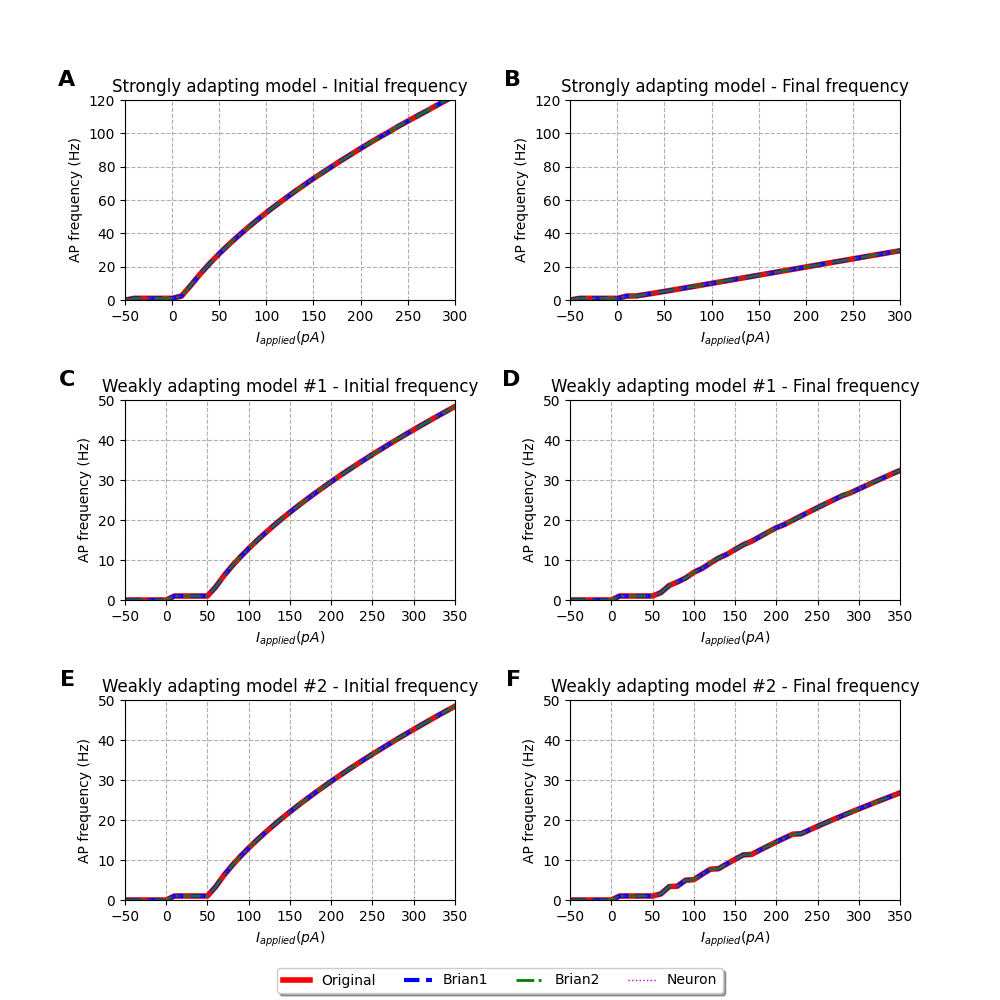 A
Strongly adapting model - Initial frequency
AP frequency (Hz)
120
100
80
60
40
20
0
−50 0 50 100 150 200 250 300
I_applied(pA)
B
Strongly adapting model - Final frequency
AP frequency (Hz)
120
100
80
60
40
20
0
−50 0 50 100 150 200 250 300
I_applied(pA)
C
Weakly adapting model #1 - Initial frequency
AP frequency (Hz)
50
40
30
20
10
0
−50 0 50 100 150 200 250 300 350
I_applied(pA)
D
Weakly adapting model #1 - Final frequency
AP frequency (Hz)
50
40
30
20
10
0
−50 0 50 100 150 200 250 300 350
I_applied(pA)
E
Weakly adapting model #2 - Initial frequency
AP frequency (Hz)
50
40
30
20
10
0
−50 0 50 100 150 200 250 300 350
I_applied(pA)
F
Weakly adapting model #2 - Final frequency
AP frequency (Hz)
50
40
30
20
10
0
−50 0 50 100 150 200 250 300 350
I_applied(pA)
Original Brian1 Brian2 Neuron